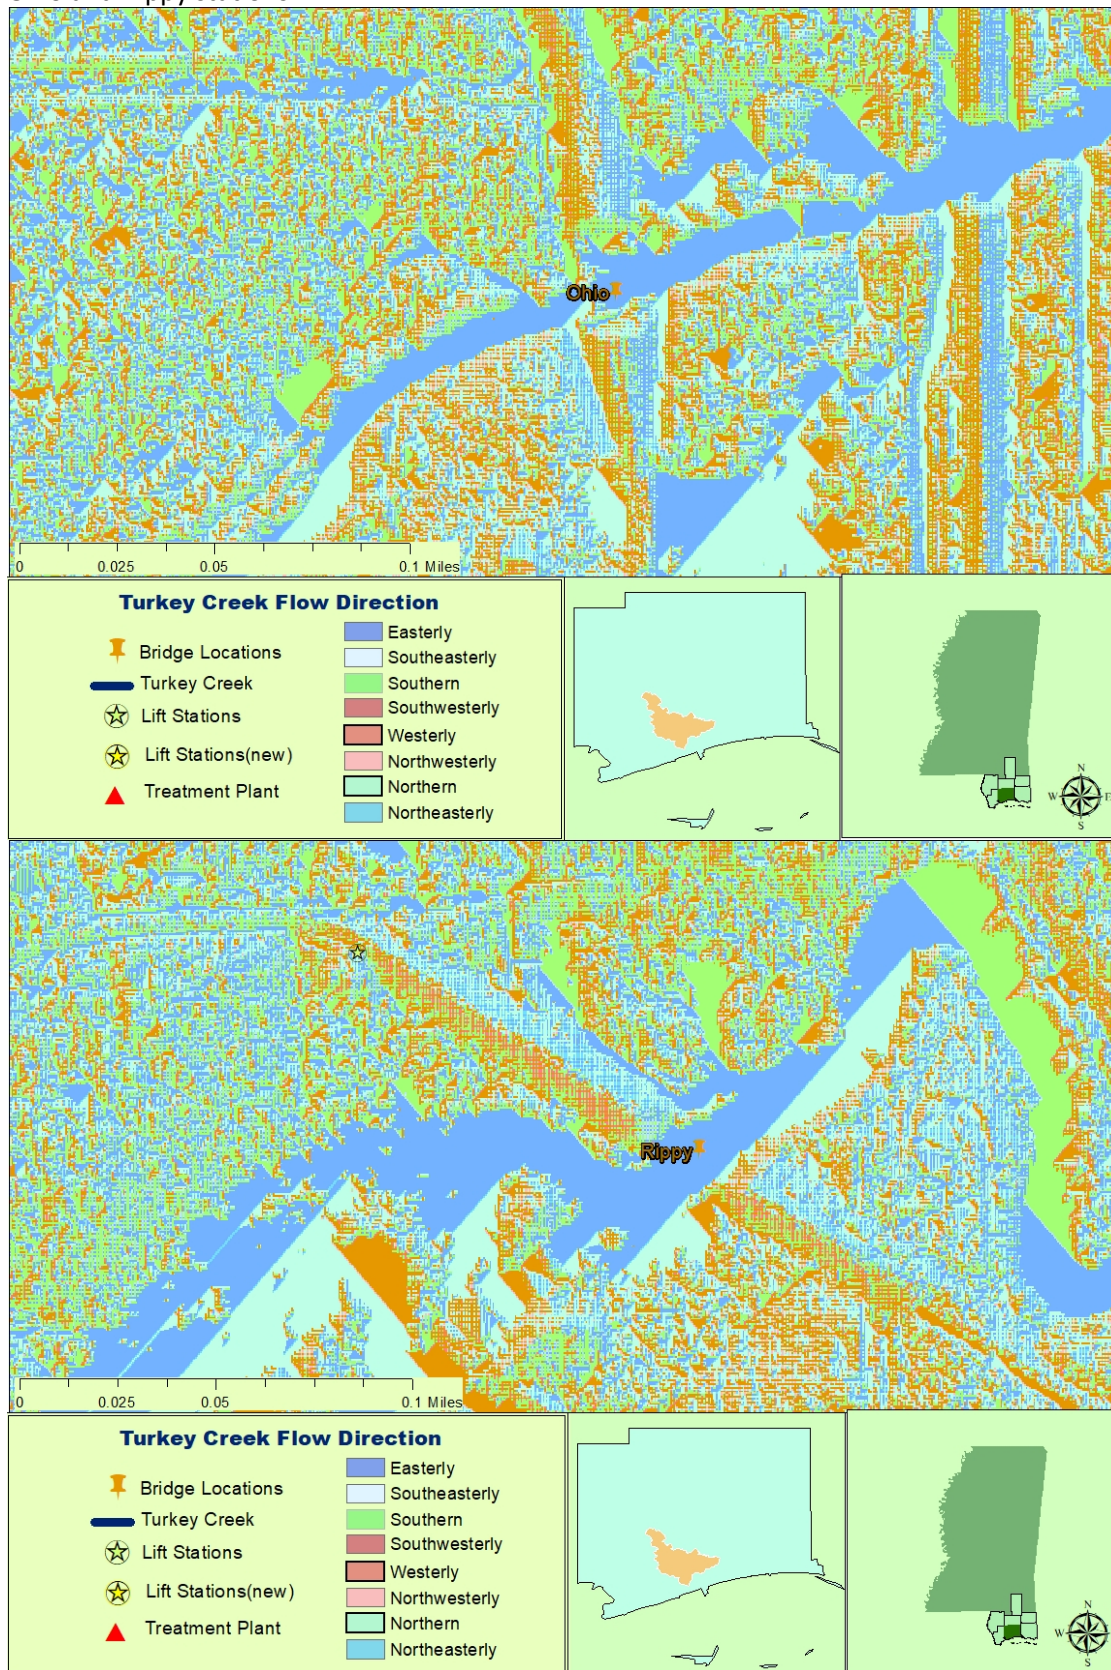 Ohio
0 0.025 0.05 0.1 Miles
Turkey Creek Flow Direction
Bridge Locations
Turkey Creek
Lift Stations
Lift Stations(new)
Treatment Plant
Easterly
Southeasterly
Southern
Southwesterly
Westerly
Northwesterly
Northern
Northeasterly
N
W E
S
Rippy
0 0.025 0.05 0.1 Miles
Turkey Creek Flow Direction
Bridge Locations
Turkey Creek
Lift Stations
Lift Stations(new)
Treatment Plant
Easterly
Southeasterly
Southern
Southwesterly
Westerly
Northwesterly
Northern
Northeasterly
N
W
S